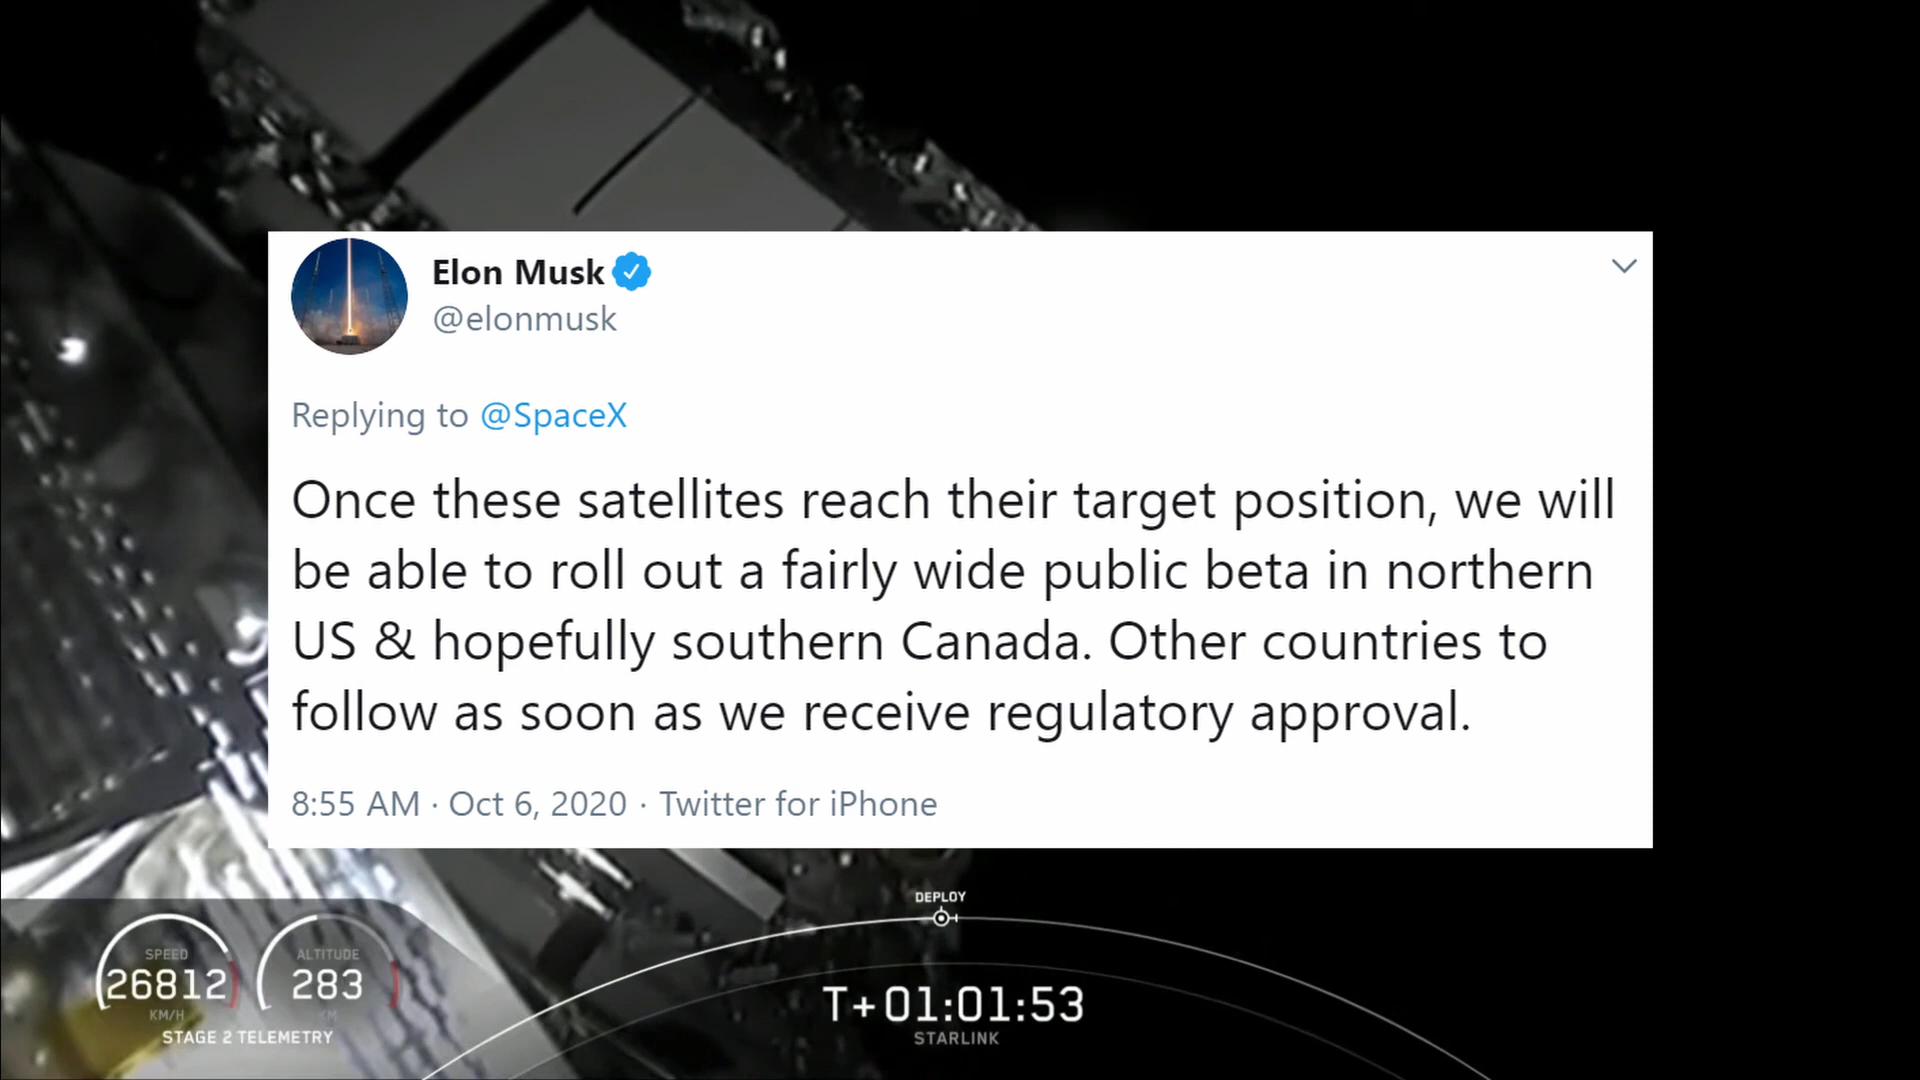 Elon Musk
@elonmusk
Replying to @SpaceX
Once these satellites reach their target position, we will
be able to roll out a fairly wide public beta in northern
US & hopefully southern Canada. Other countries to
follow as soon as we receive regulatory approval.
8:55 AM · Oct 6, 2020 · Twitter for iPhone
DEPLOY
SPEED
26812
KM/H
ALTITUDE
283
KM
STAGE 2 TELEMETRY
T+01:01:53
STARLINK